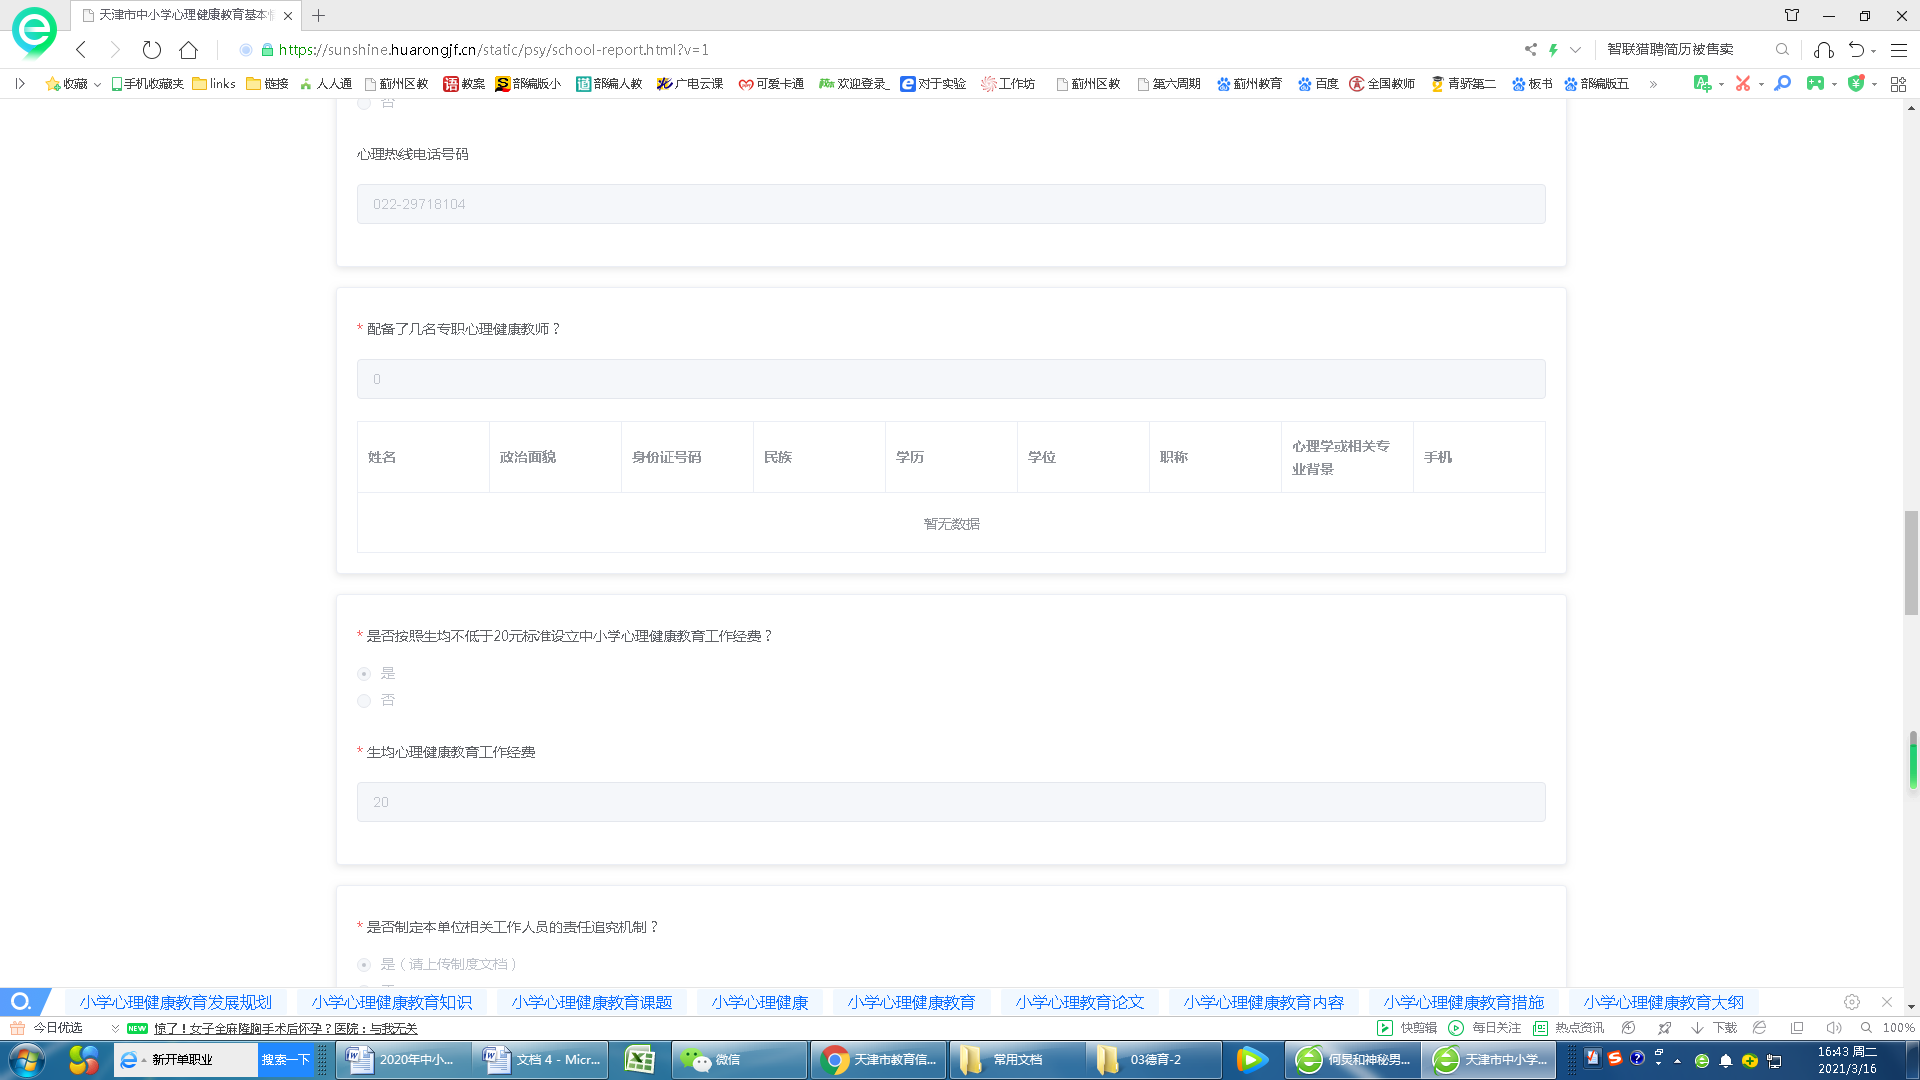 天津市中小学心理健康教育基本情
https://sunshine.huarongjf.cn/static/psy/school-report.html?v=1
智联猎聘简历被售卖
收藏 手机收藏夹 links 链接 人人通 蓟州区教 教案 部编版小 部编人教 广电云课 可爱卡通 欢迎登录_ 对于实验 工作坊 蓟州区教 第六周期 蓟州教育 百度 全国教师 青骄第二 板书 部编版五 »
否
心理热线电话号码
022-29718104
* 配备了几名专职心理健康教师？
0
姓名 政治面貌 身份证号码 民族 学历 学位 职称 心理学或相关专业背景 手机
暂无数据
* 是否按照生均不低于20元标准设立中小学心理健康教育工作经费？
是
否
* 生均心理健康教育工作经费
20
* 是否制定本单位相关工作人员的责任追究机制？
是（请上传制度文档）
小学心理健康教育发展规划 小学心理健康教育知识 小学心理健康教育课题 小学心理健康 小学心理健康教育 小学心理教育论文 小学心理健康教育内容 小学心理健康教育措施 小学心理健康教育大纲
今日优选 NEW 惊了！女子全麻隆胸手术后怀孕？医院：与我无关
快剪辑 每日关注 热点资讯 下载 100%
新开单职业 搜索一下 2020年中小... 文档 4 - Micr... 微信 天津市教育信... 常用文档 03德育-2 何炅和神秘男... 天津市中小学...
16:43 周二
2021/3/16